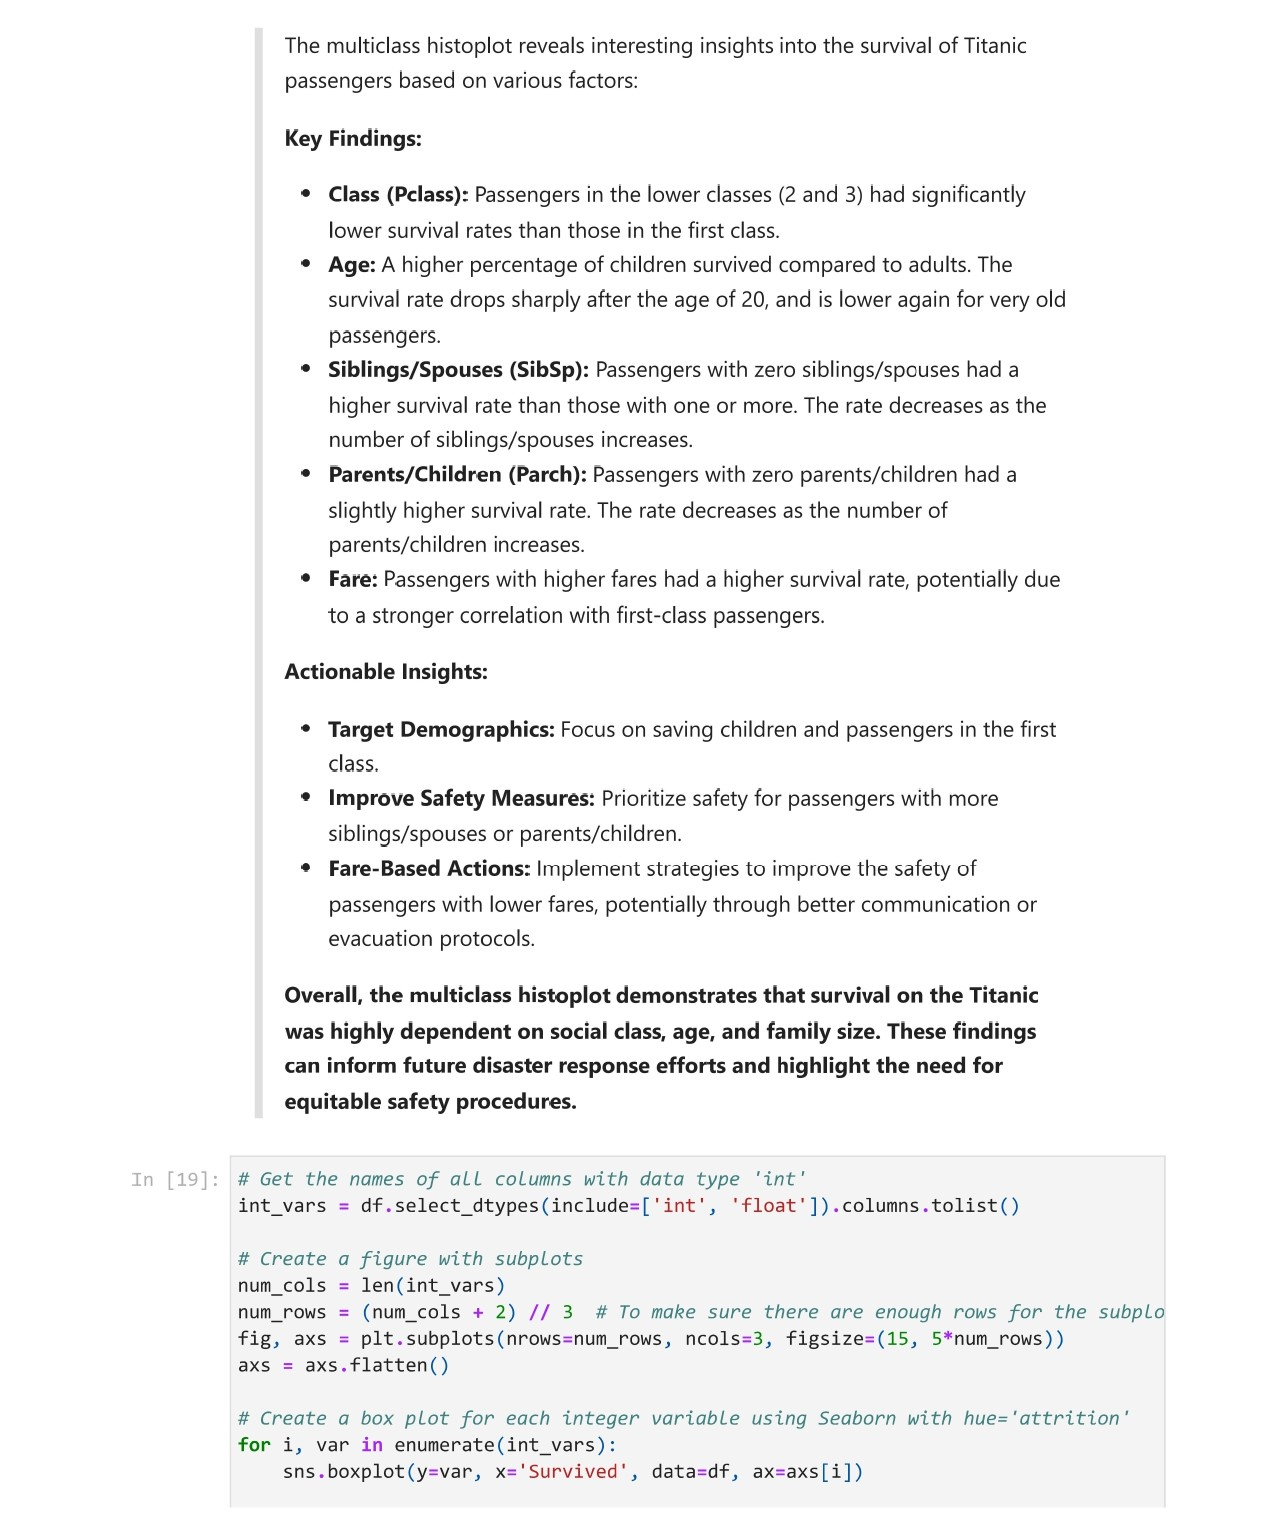 The multiclass histoplot reveals interesting insights into the survival of Titanic
passengers based on various factors:
Key Findings:
• Class (Pclass): Passengers in the lower classes (2 and 3) had significantly
lower survival rates than those in the first class.
• Age: A higher percentage of children survived compared to adults. The
survival rate drops sharply after the age of 20, and is lower again for very old
passengers.
• Siblings/Spouses (SibSp): Passengers with zero siblings/spouses had a
higher survival rate than those with one or more. The rate decreases as the
number of siblings/spouses increases.
• Parents/Children (Parch): Passengers with zero parents/children had a
slightly higher survival rate. The rate decreases as the number of
parents/children increases.
• Fare: Passengers with higher fares had a higher survival rate, potentially due
to a stronger correlation with first-class passengers.
Actionable Insights:
• Target Demographics: Focus on saving children and passengers in the first
class.
• Improve Safety Measures: Prioritize safety for passengers with more
siblings/spouses or parents/children.
• Fare-Based Actions: Implement strategies to improve the safety of
passengers with lower fares, potentially through better communication or
evacuation protocols.
Overall, the multiclass histoplot demonstrates that survival on the Titanic
was highly dependent on social class, age, and family size. These findings
can inform future disaster response efforts and highlight the need for
equitable safety procedures.
In [19]: # Get the names of all columns with data type 'int'
int_vars = df.select_dtypes(include=['int', 'float']).columns.tolist()
# Create a figure with subplots
num_cols = len(int_vars)
num_rows = (num_cols + 2) // 3  # To make sure there are enough rows for the subplo
fig, axs = plt.subplots(nrows=num_rows, ncols=3, figsize=(15, 5*num_rows))
axs = axs.flatten()
# Create a box plot for each integer variable using Seaborn with hue='attrition'
for i, var in enumerate(int_vars):
    sns.boxplot(y=var, x='Survived', data=df, ax=axs[i])